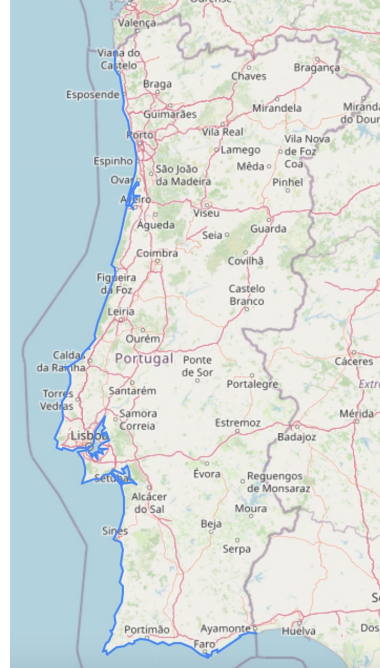 Valença
Viana do
Castelo
Chaves
Bragança
Braga
Esposende
Guimarães
Mirandela
Miranda
do Dour
Porto
Vila Real
Vila Nova
de Foz
Coa
Lamego
Espinho
São João
da Madeira
Mêda
Pinhel
Ovar
Aveiro
Viseu
Águeda
Seia
Guarda
Coimbra
Covilhã
Figueira
da Foz
Castelo
Branco
Leiria
Ourém
Caldas
da Rainha
Portugal
Ponte
de Sor
Cáceres
Santarém
Portalegre
Extr
Torres
Vedras
Samora
Correia
Mérida
Estremoz
Lisboa
Badajoz
Setúbal
Évora
Reguengos
de Monsaraz
Alcácer
do Sal
Moura
Beja
Sines
Serpa
S
Portimão
Ayamonte
Huelva
Dos
Faro